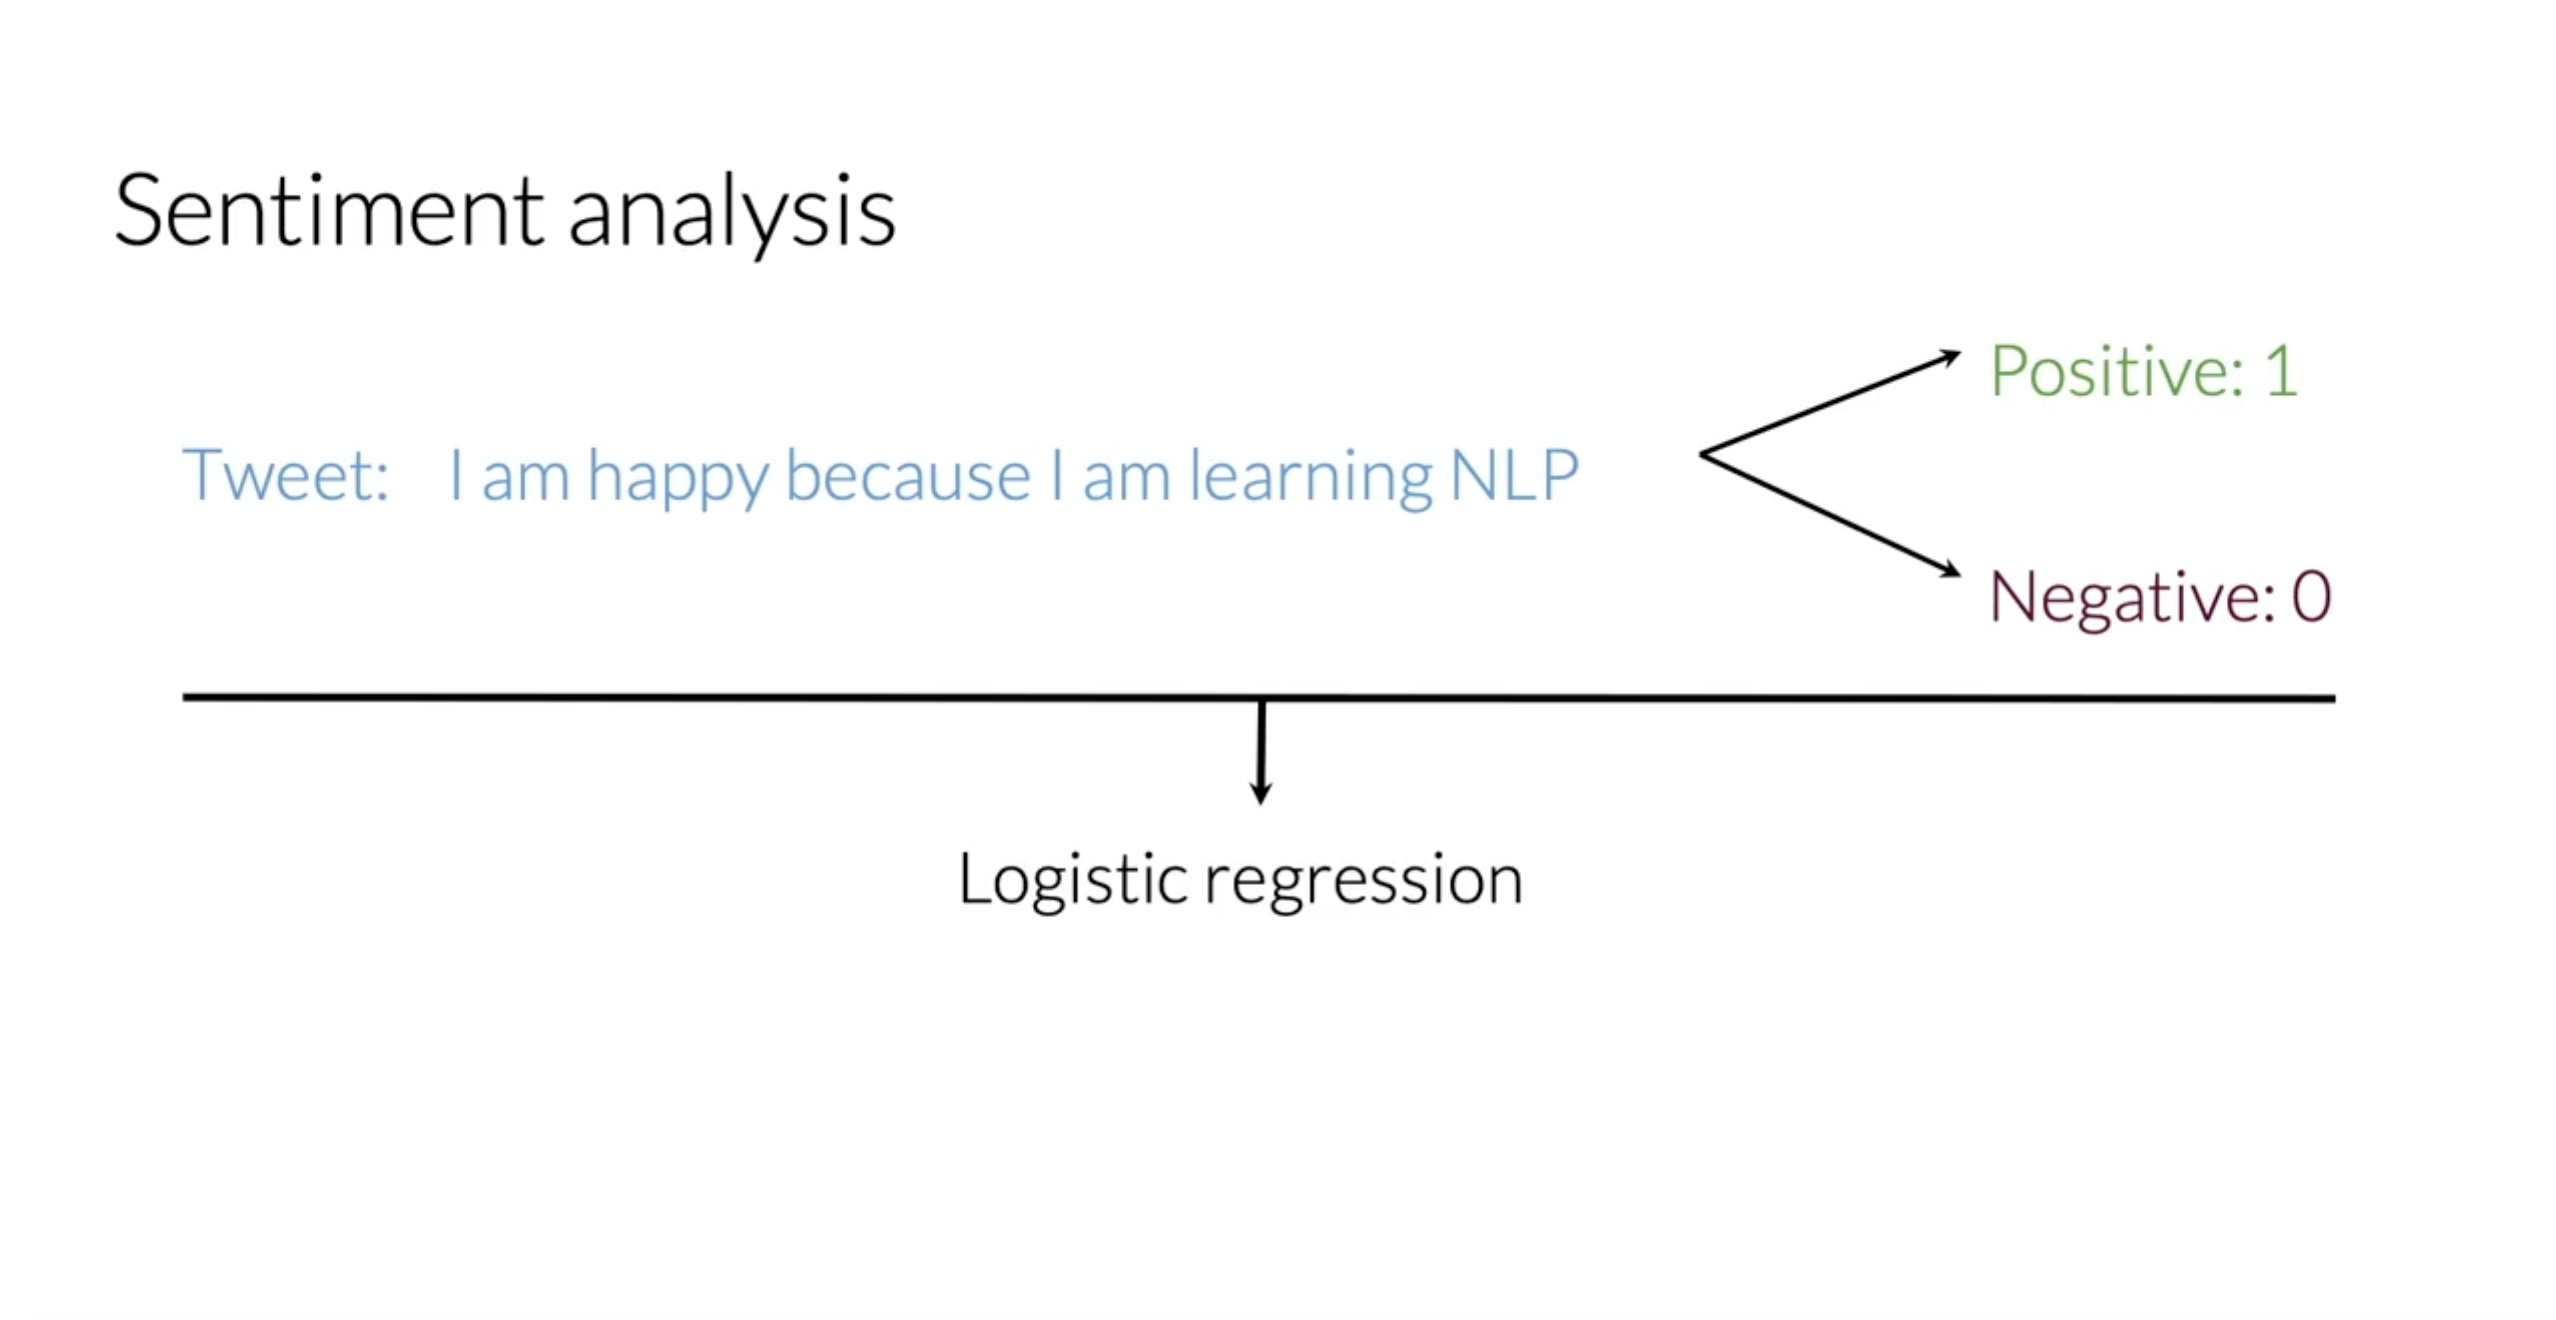 Sentiment analysis
Positive: 1
Tweet: I am happy because I am learning NLP
Negative: 0
Logistic regression